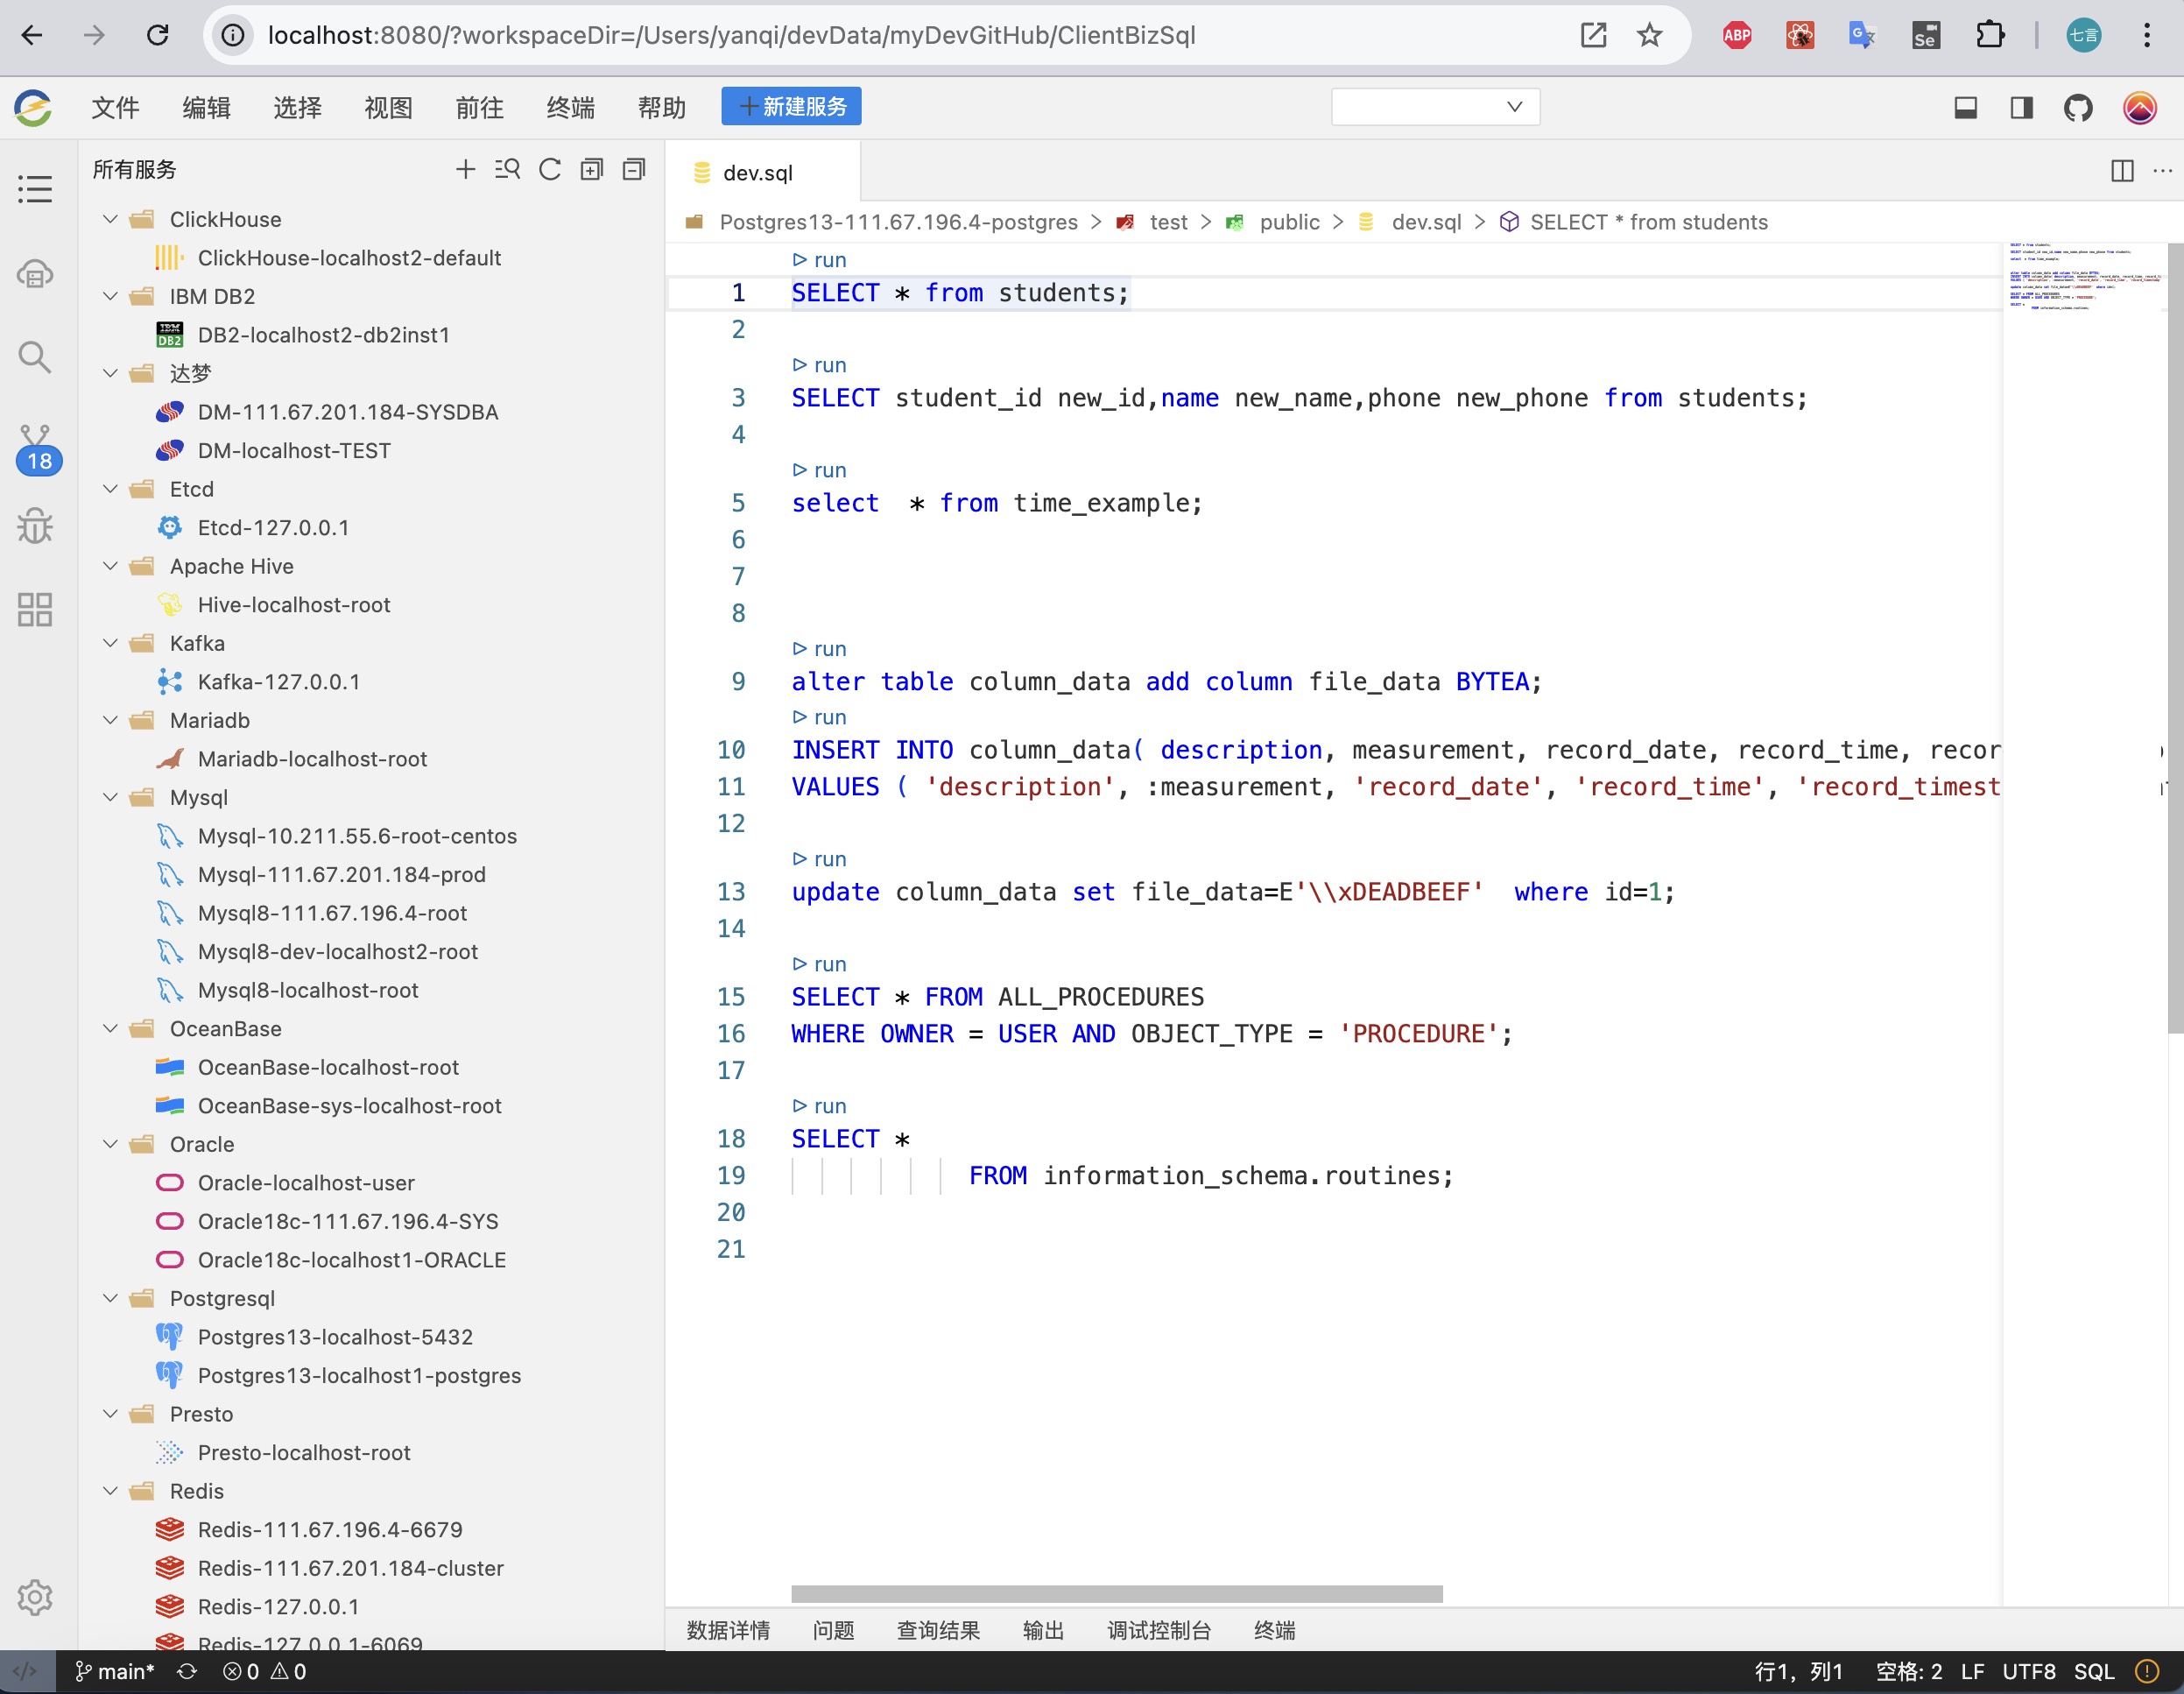 localhost:8080/?workspaceDir=/Users/yanqi/devData/myDevGitHub/ClientBizSql
ABP
Se
七言
文件 编辑 选择 视图 前往 终端 帮助 新建服务
所有服务
ClickHouse
ClickHouse-localhost2-default
IBM DB2
DB2-localhost2-db2inst1
达梦
DM-111.67.201.184-SYSDBA
DM-localhost-TEST
Etcd
Etcd-127.0.0.1
Apache Hive
Hive-localhost-root
Kafka
Kafka-127.0.0.1
Mariadb
Mariadb-localhost-root
Mysql
Mysql-10.211.55.6-root-centos
Mysql-111.67.201.184-prod
Mysql8-111.67.196.4-root
Mysql8-dev-localhost2-root
Mysql8-localhost-root
OceanBase
OceanBase-localhost-root
OceanBase-sys-localhost-root
Oracle
Oracle-localhost-user
Oracle18c-111.67.196.4-SYS
Oracle18c-localhost1-ORACLE
Postgresql
Postgres13-localhost-5432
Postgres13-localhost1-postgres
Presto
Presto-localhost-root
Redis
Redis-111.67.196.4-6679
Redis-111.67.201.184-cluster
Redis-127.0.0.1
Redis-127.0.0.1-6069
18
dev.sql
Postgres13-111.67.196.4-postgres > test > public > dev.sql > SELECT * from students
run
1 SELECT * from students;
2
run
3 SELECT student_id new_id,name new_name,phone new_phone from students;
4
run
5 select  * from time_example;
6
7
8
run
9 alter table column_data add column file_data BYTEA;
run
10 INSERT INTO column_data( description, measurement, record_date, record_time, recor
11 VALUES ( 'description', :measurement, 'record_date', 'record_time', 'record_timest
12
run
13 update column_data set file_data=E'\\xDEADBEEF'  where id=1;
14
run
15 SELECT * FROM ALL_PROCEDURES
16 WHERE OWNER = USER AND OBJECT_TYPE = 'PROCEDURE';
17
run
18 SELECT *
19 FROM information_schema.routines;
20
21
数据详情 问题 查询结果 输出 调试控制台 终端
main* 0 0 行1, 列1 空格: 2 LF UTF8 SQL